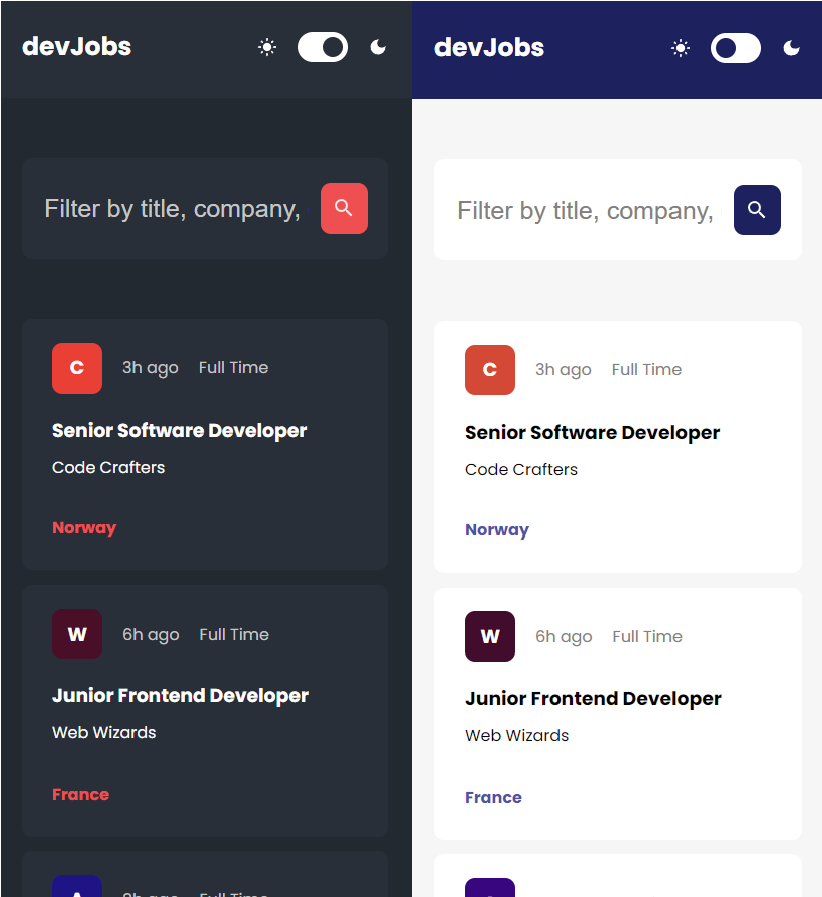 devJobs
Filter by title, company,
C 3h ago Full Time
Senior Software Developer
Code Crafters
Norway
W 6h ago Full Time
Junior Frontend Developer
Web Wizards
France
devJobs
Filter by title, company,
C 3h ago Full Time
Senior Software Developer
Code Crafters
Norway
W 6h ago Full Time
Junior Frontend Developer
Web Wizards
France